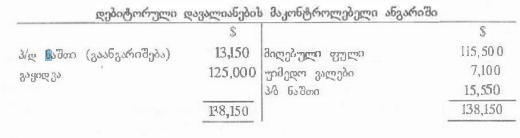 დებიტორული დავალიანების მაკონტროლებელი ანგარიში
$ $
პ/დ ნაშთი (გაანგარიშება) 13,150 მიღებული ფული 115,500
გაყიდვა 125,000 უიმედო ვალები 7,100
პ/ბ ნაშთი 15,550
138,150 138,150